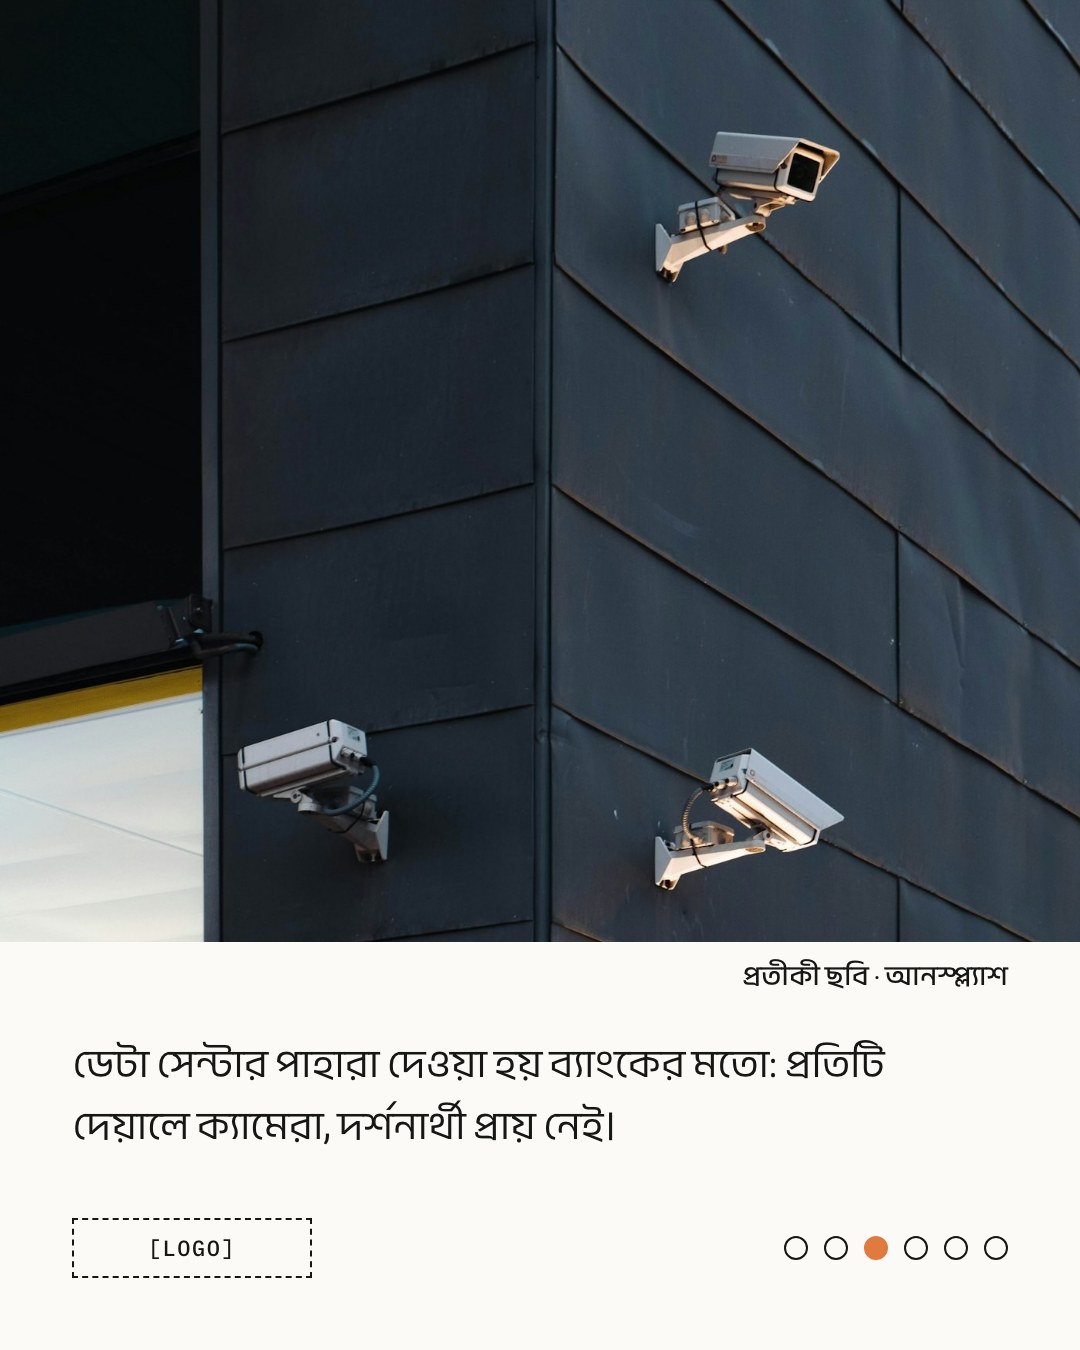 প্রতীকী ছবি · আনস্প্ল্যাশ
ডেটা সেন্টার পাহারা দেওয়া হয় ব্যাংকের মতো: প্রতিটি
দেয়ালে ক্যামেরা, দর্শনার্থী প্রায় নেই।
[LOGO]